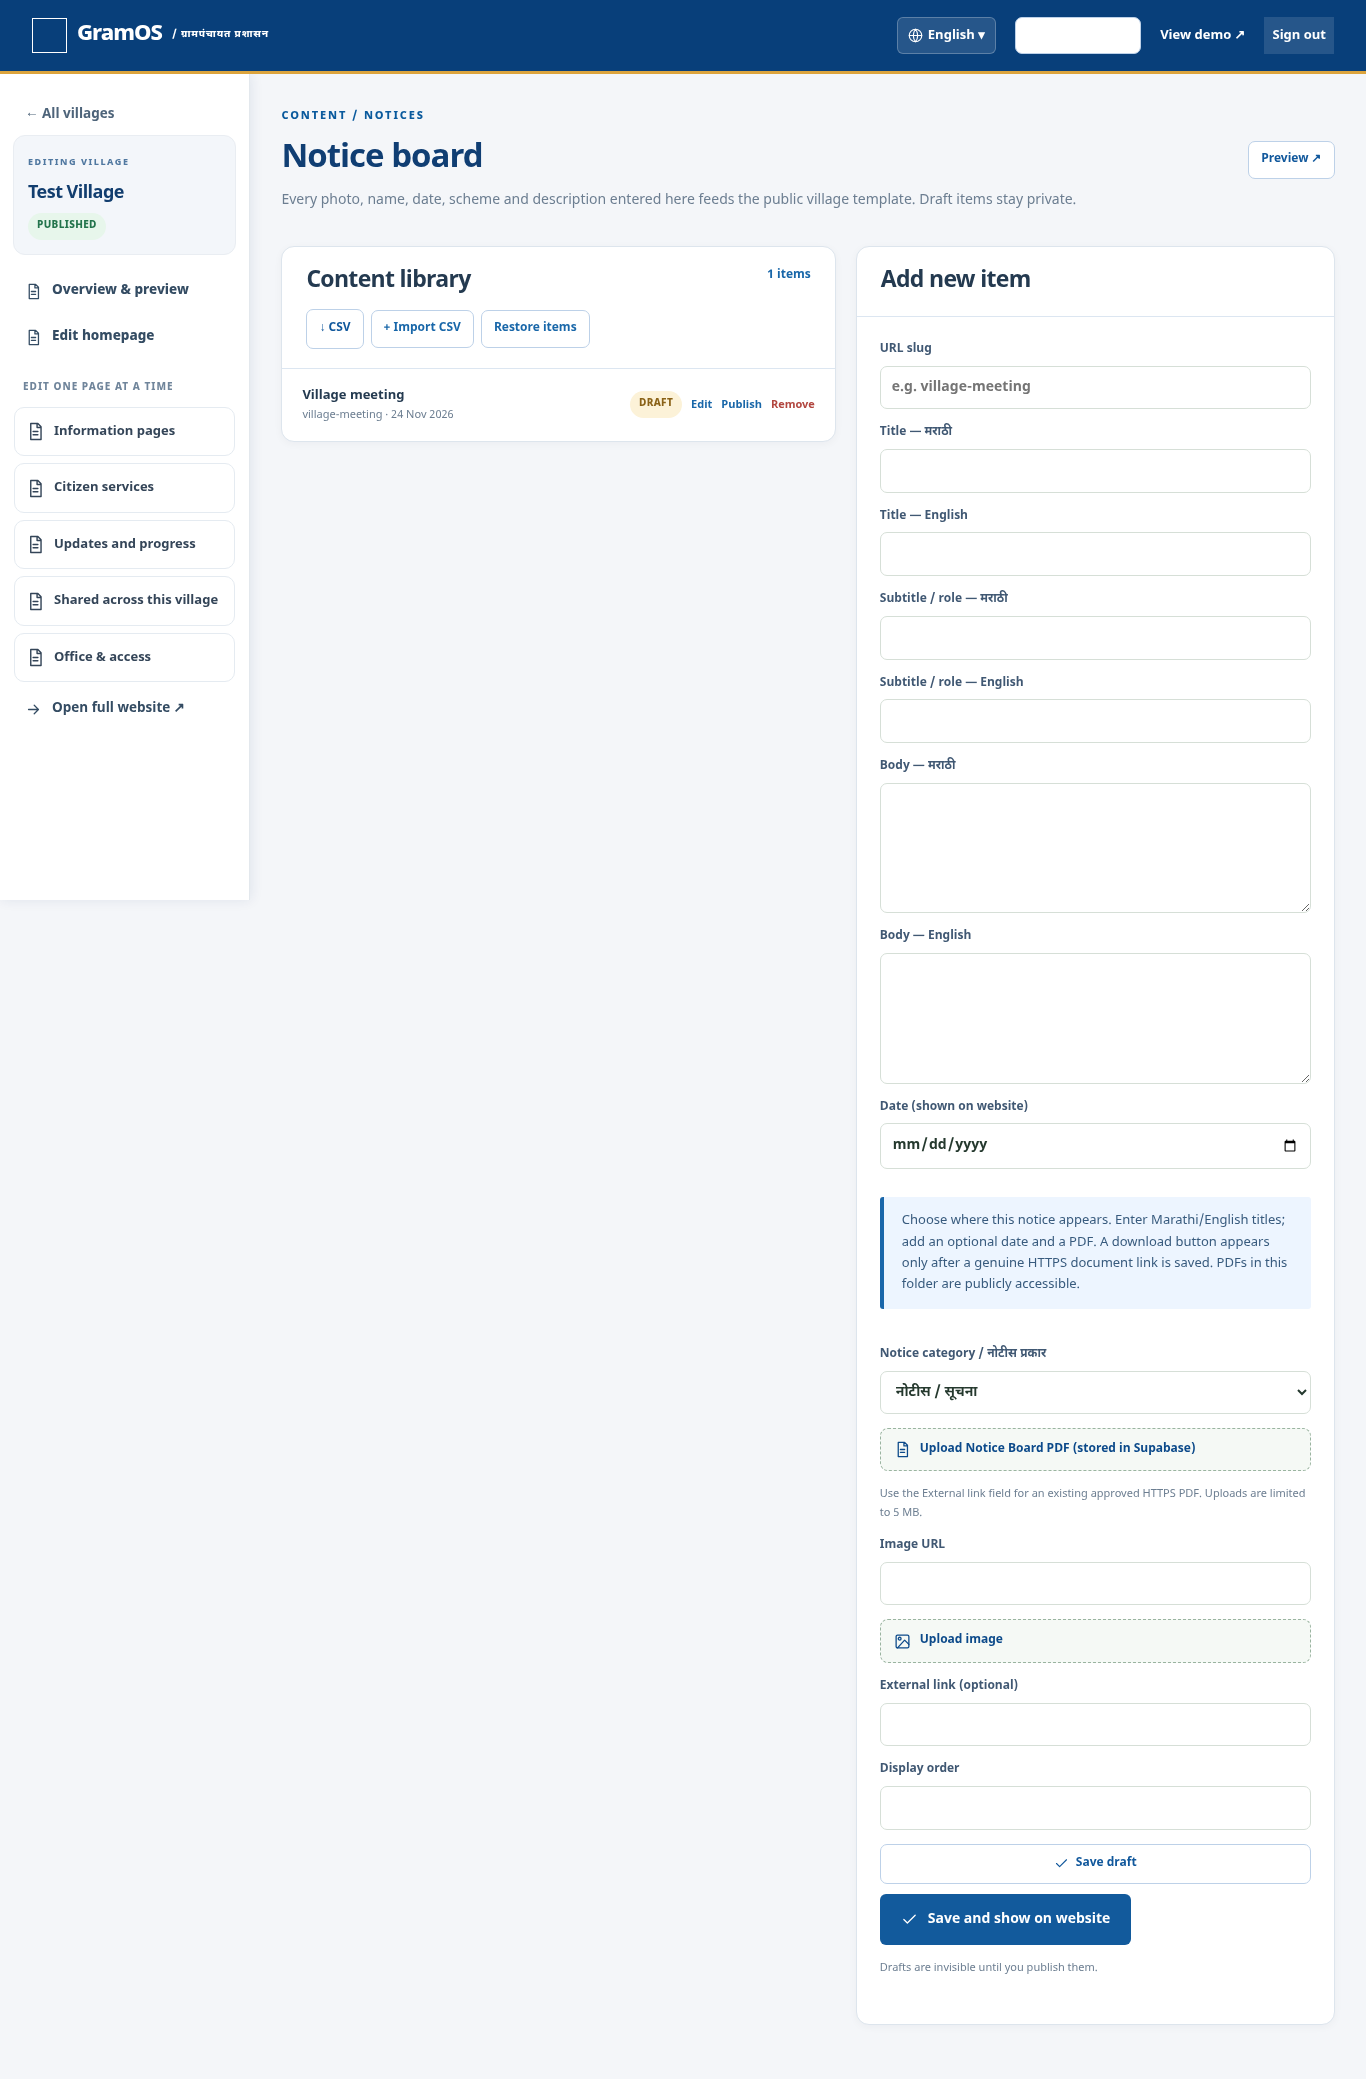 GramOS / ग्रामपंचायत प्रशासन
English ▾
View demo ↗
Sign out
← All villages
EDITING VILLAGE
Test Village
PUBLISHED
Overview & preview
Edit homepage
EDIT ONE PAGE AT A TIME
Information pages
Citizen services
Updates and progress
Shared across this village
Office & access
Open full website ↗
CONTENT / NOTICES
Notice board
Preview ↗
Every photo, name, date, scheme and description entered here feeds the public village template. Draft items stay private.
Content library
1 items
↓ CSV
+ Import CSV
Restore items
Village meeting
village-meeting · 24 Nov 2026
DRAFT
Edit
Publish
Remove
Add new item
URL slug
e.g. village-meeting
Title — मराठी
Title — English
Subtitle / role — मराठी
Subtitle / role — English
Body — मराठी
Body — English
Date (shown on website)
mm/dd/yyyy
Choose where this notice appears. Enter Marathi/English titles;
add an optional date and a PDF. A download button appears
only after a genuine HTTPS document link is saved. PDFs in this
folder are publicly accessible.
Notice category / नोटीस प्रकार
नोटीस / सूचना
Upload Notice Board PDF (stored in Supabase)
Use the External link field for an existing approved HTTPS PDF. Uploads are limited
to 5 MB.
Image URL
Upload image
External link (optional)
Display order
Save draft
Save and show on website
Drafts are invisible until you publish them.